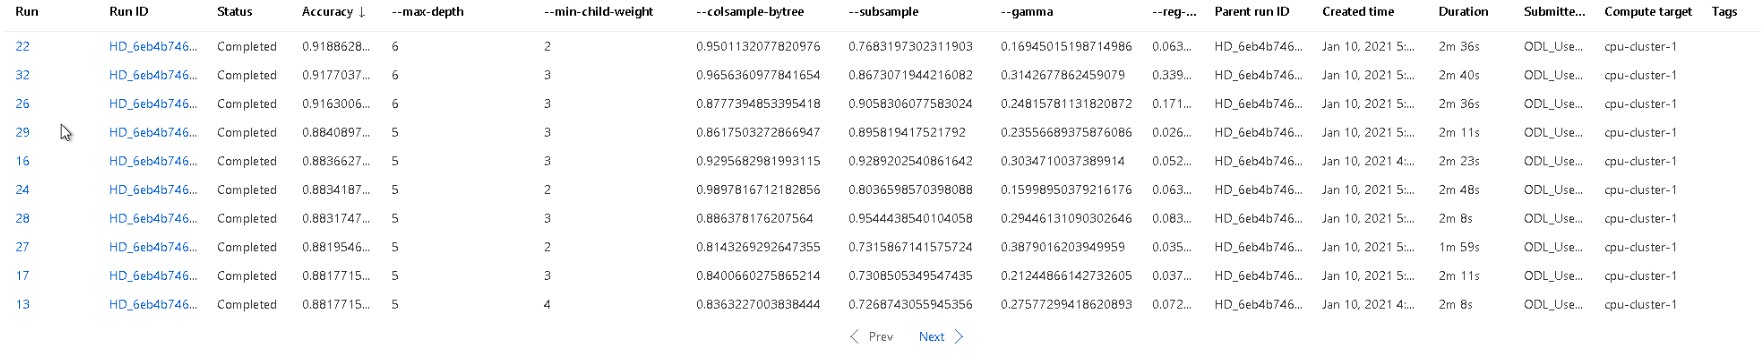 Run Run ID Status Accuracy ↓ --max-depth --min-child-weight --colsample-bytree --subsample --gamma --reg-... Parent run ID Created time Duration Submitte... Compute target Tags
22 HD_6eb4b746... Completed 0.9188628... 6 2 0.9501132077820976 0.7683197302311903 0.16945015198714986 0.063... HD_6eb4b746... Jan 10, 2021 5:... 2m 36s ODL_Use... cpu-cluster-1
32 HD_6eb4b746... Completed 0.9177037... 6 3 0.9656360977841654 0.8673071944216082 0.3142677862459079 0.339... HD_6eb4b746... Jan 10, 2021 5:... 2m 40s ODL_Use... cpu-cluster-1
26 HD_6eb4b746... Completed 0.9163006... 6 3 0.8777394853395418 0.9058306077583024 0.24815781131820872 0.171... HD_6eb4b746... Jan 10, 2021 5:... 2m 36s ODL_Use... cpu-cluster-1
29 HD_6eb4b746... Completed 0.8840897... 5 3 0.8617503272866947 0.895819417521792 0.23556689375876086 0.026... HD_6eb4b746... Jan 10, 2021 5:... 2m 11s ODL_Use... cpu-cluster-1
16 HD_6eb4b746... Completed 0.8836627... 5 3 0.9295682981993115 0.9289202540861642 0.3034710037389914 0.052... HD_6eb4b746... Jan 10, 2021 4:... 2m 23s ODL_Use... cpu-cluster-1
24 HD_6eb4b746... Completed 0.8834187... 5 2 0.9897816712182856 0.8036598570398088 0.15998950379216176 0.063... HD_6eb4b746... Jan 10, 2021 5:... 2m 48s ODL_Use... cpu-cluster-1
28 HD_6eb4b746... Completed 0.8831747... 5 3 0.886378176207564 0.9544438540104058 0.29446131090302646 0.083... HD_6eb4b746... Jan 10, 2021 5:... 2m 8s ODL_Use... cpu-cluster-1
27 HD_6eb4b746... Completed 0.8819546... 5 2 0.8143269292647355 0.7315867141575724 0.3879016203949959 0.035... HD_6eb4b746... Jan 10, 2021 5:... 1m 59s ODL_Use... cpu-cluster-1
17 HD_6eb4b746... Completed 0.8817715... 5 3 0.8400660275865214 0.7308505349547435 0.21244866142732605 0.037... HD_6eb4b746... Jan 10, 2021 5:... 2m 11s ODL_Use... cpu-cluster-1
13 HD_6eb4b746... Completed 0.8817715... 5 4 0.8363227003838444 0.7268743055945356 0.27577299418620893 0.072... HD_6eb4b746... Jan 10, 2021 4:... 2m 8s ODL_Use... cpu-cluster-1
Prev Next